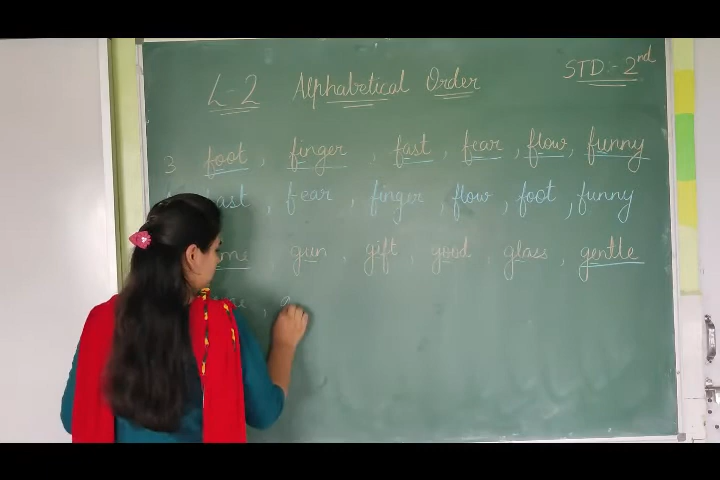 L-2 Alphabetical Order STD:- 2nd
3 foot, finger, fast, fear, flow, funny
fast, fear, finger, flow, foot, funny
gun, gift, good, glass, gentle